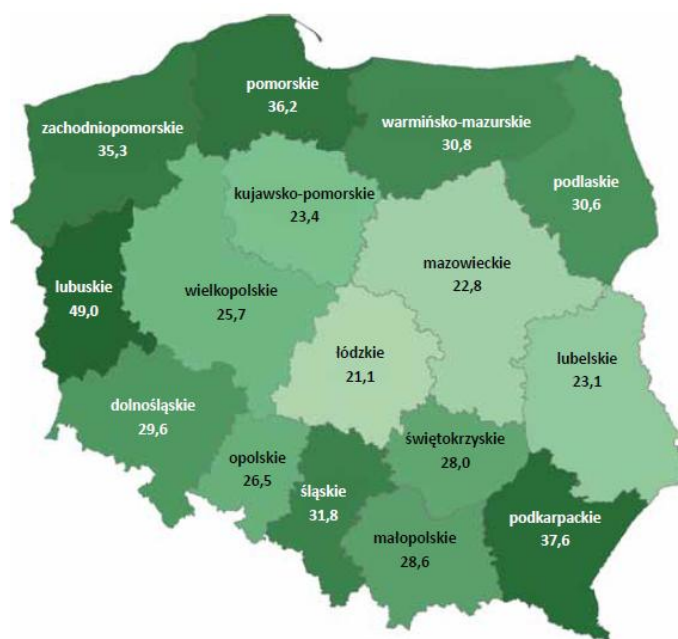 pomorskie
36,2
zachodniopomorskie
35,3
warmińsko-mazurskie
30,8
podlaskie
30,6
kujawsko-pomorskie
23,4
mazowieckie
22,8
lubuskie
49,0
wielkopolskie
25,7
łódzkie
21,1
lubelskie
23,1
dolnośląskie
29,6
świętokrzyskie
28,0
opolskie
26,5
śląskie
31,8
podkarpackie
37,6
małopolskie
28,6